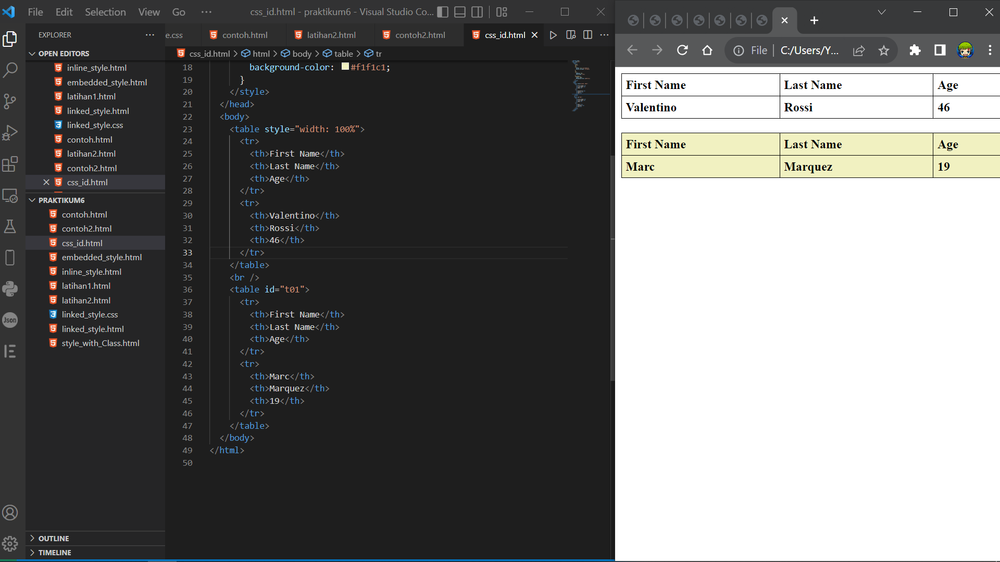 File Edit Selection View Go ··· css_id.html - praktikum6 - Visual Studio Co...
EXPLORER ···
OPEN EDITORS
inline_style.html
embedded_style.html
latihan1.html
linked_style.html
linked_style.css
contoh.html
latihan2.html
contoh2.html
css_id.html
PRAKTIKUM6
contoh.html
contoh2.html
css_id.html
embedded_style.html
inline_style.html
latihan1.html
latihan2.html
linked_style.css
linked_style.html
style_with_Class.html
OUTLINE
TIMELINE
Json
e.css contoh.html latihan2.html contoh2.html css_id.html ···
css_id.html > html > body > table > tr
18 background-color: #f1f1c1;
19 }
20 </style>
21 </head>
22 <body>
23 <table style="width: 100%">
24 <tr>
25 <th>First Name</th>
26 <th>Last Name</th>
27 <th>Age</th>
28 </tr>
29 <tr>
30 <th>Valentino</th>
31 <th>Rossi</th>
32 <th>46</th>
33 </tr>
34 </table>
35 <br />
36 <table id="t01">
37 <tr>
38 <th>First Name</th>
39 <th>Last Name</th>
40 <th>Age</th>
41 </tr>
42 <tr>
43 <th>Marc</th>
44 <th>Marquez</th>
45 <th>19</th>
46 </tr>
47 </table>
48 </body>
49 </html>
50
File C:/Users/Y...
First Name Last Name Age
Valentino Rossi 46
First Name Last Name Age
Marc Marquez 19